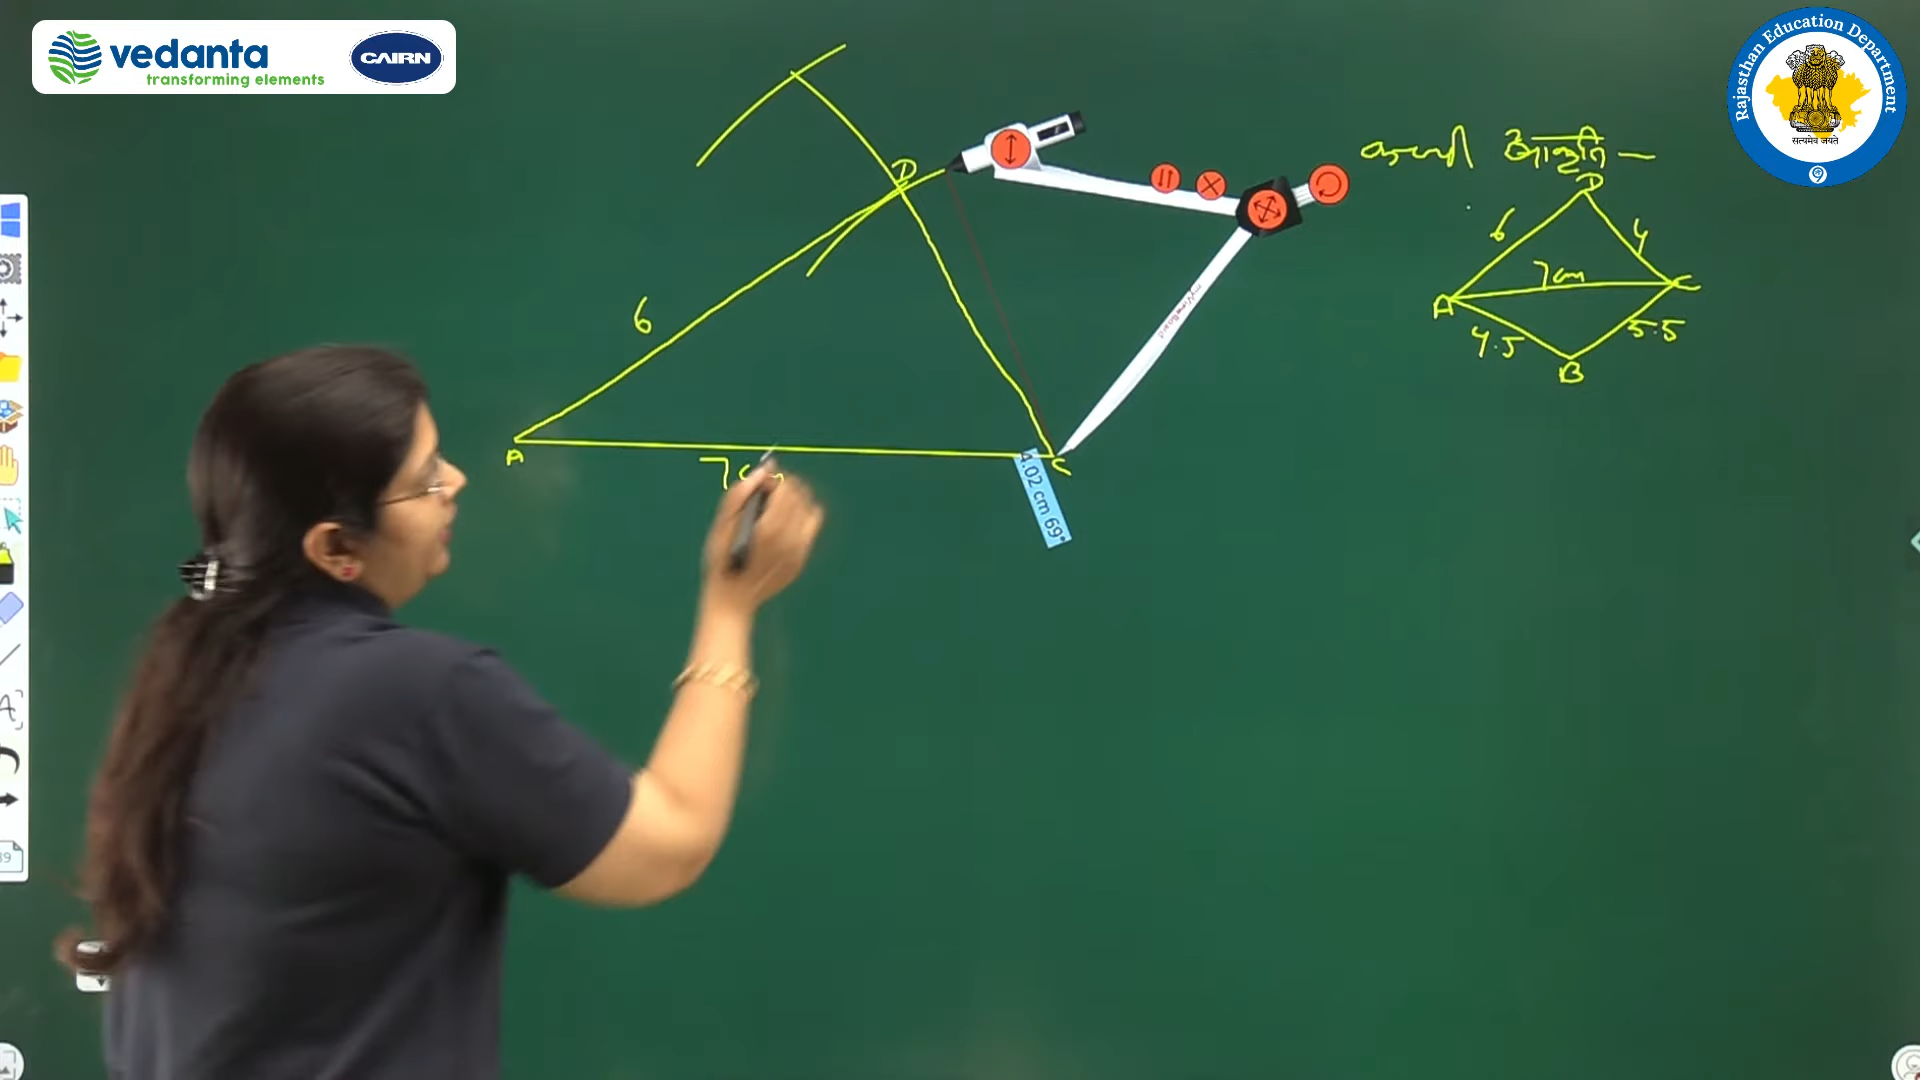 vedanta
transforming elements
CAIRN
Rajasthan Education Department
सत्यमेव जयते
कच्ची आकृति —
D
6
4
7cm
A
C
4.5
5.5
B
D
6
A
7cm
C
4.02 cm 69°
myViewBoard